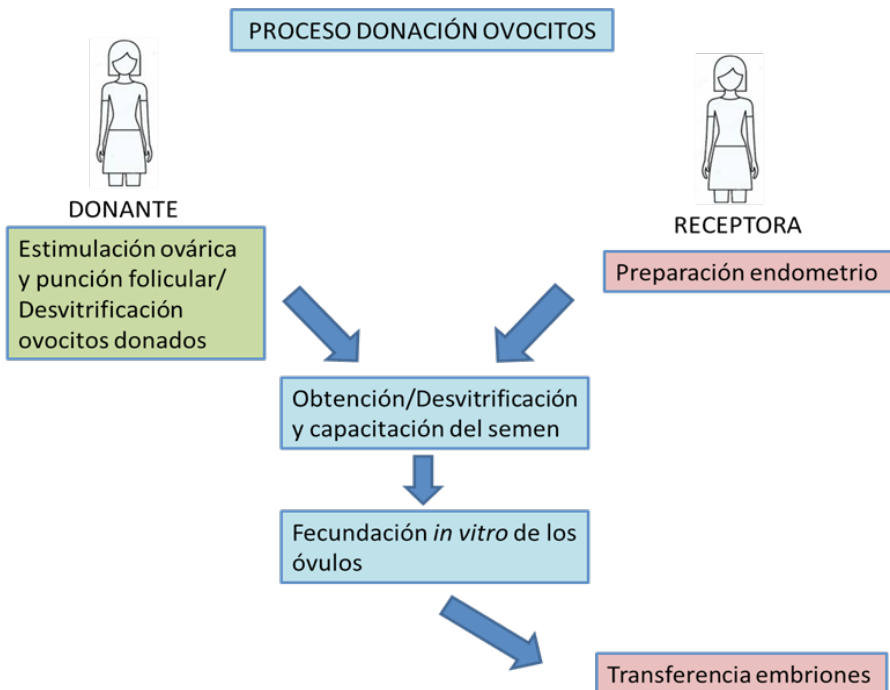 PROCESO DONACIÓN OVOCITOS
DONANTE
Estimulación ovárica
y punción folicular/
Desvitrificación
ovocitos donados
RECEPTORA
Preparación endometrio
Obtención/Desvitrificación
y capacitación del semen
Fecundación in vitro de los
óvulos
Transferencia embriones